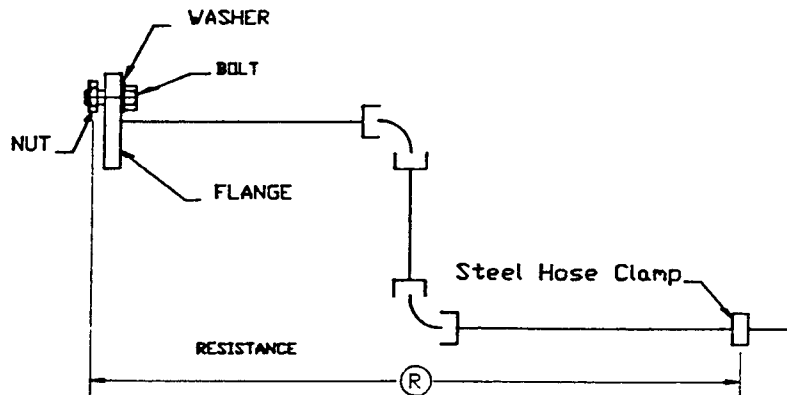 WASHER
BOLT
NUT
FLANGE
Steel Hose Clamp
RESISTANCE
R